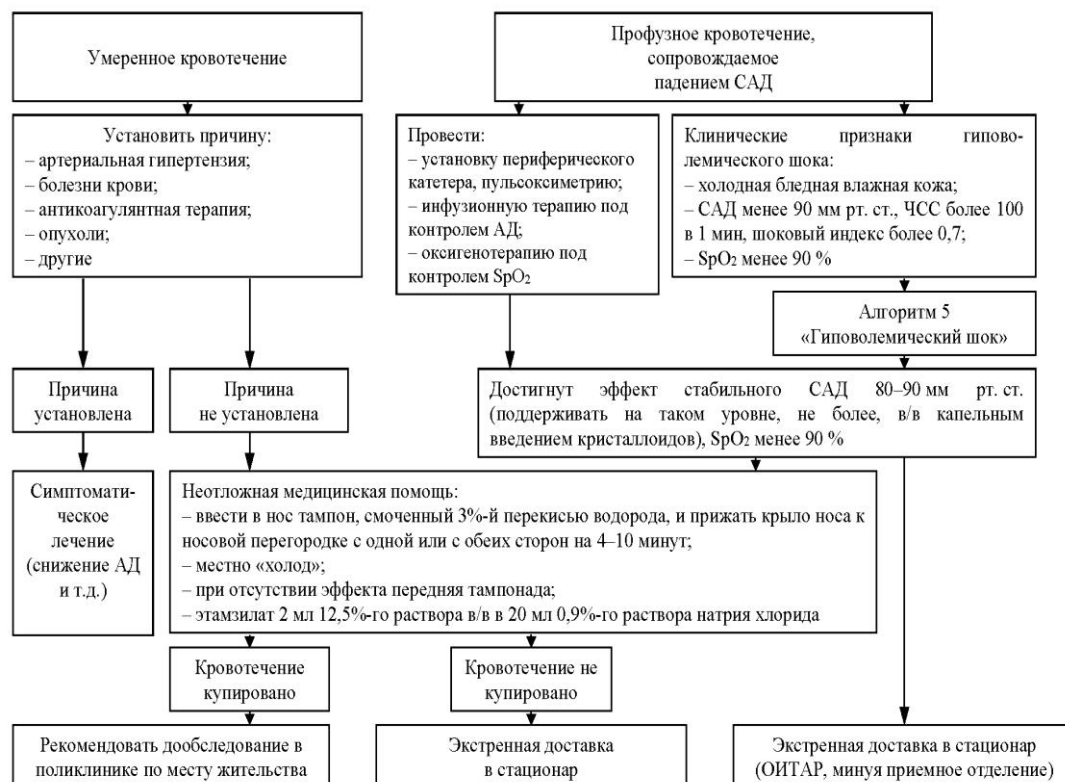 Умеренное кровотечение
Профузное кровотечение,
сопровождаемое
падением САД
Установить причину:
– артериальная гипертензия;
– болезни крови;
– антикоагулянтная терапия;
– опухоли;
– другие
Провести:
– установку периферического
катетера, пульсоксиметрию;
– инфузионную терапию под
контролем АД;
– оксигенотерапию под
контролем SpO₂
Клинические признаки гипово-
лемического шока:
– холодная бледная влажная кожа;
– САД менее 90 мм рт. ст., ЧСС более 100
в 1 мин, шоковый индекс более 0,7;
– SpO₂ менее 90 %
Алгоритм 5
«Гиповолемический шок»
Причина
установлена
Причина
не установлена
Достигнут эффект стабильного САД 80–90 мм рт. ст.
(поддерживать на таком уровне, не более, в/в капельным
введением кристаллоидов), SpO₂ менее 90 %
Симптомати-
ческое
лечение
(снижение АД
и т.д.)
Неотложная медицинская помощь:
– ввести в нос тампон, смоченный 3%-й перекисью водорода, и прижать крыло носа к
носовой перегородке с одной или с обеих сторон на 4–10 минут;
– местно «холод»;
– при отсутствии эффекта передняя тампонада;
– этамзилат 2 мл 12,5%-го раствора в/в в 20 мл 0,9%-го раствора натрия хлорида
Кровотечение
купировано
Кровотечение не
купировано
Рекомендовать дообследование в
поликлинике по месту жительства
Экстренная доставка
в стационар
Экстренная доставка в стационар
(ОИТАР, минуя приемное отделение)